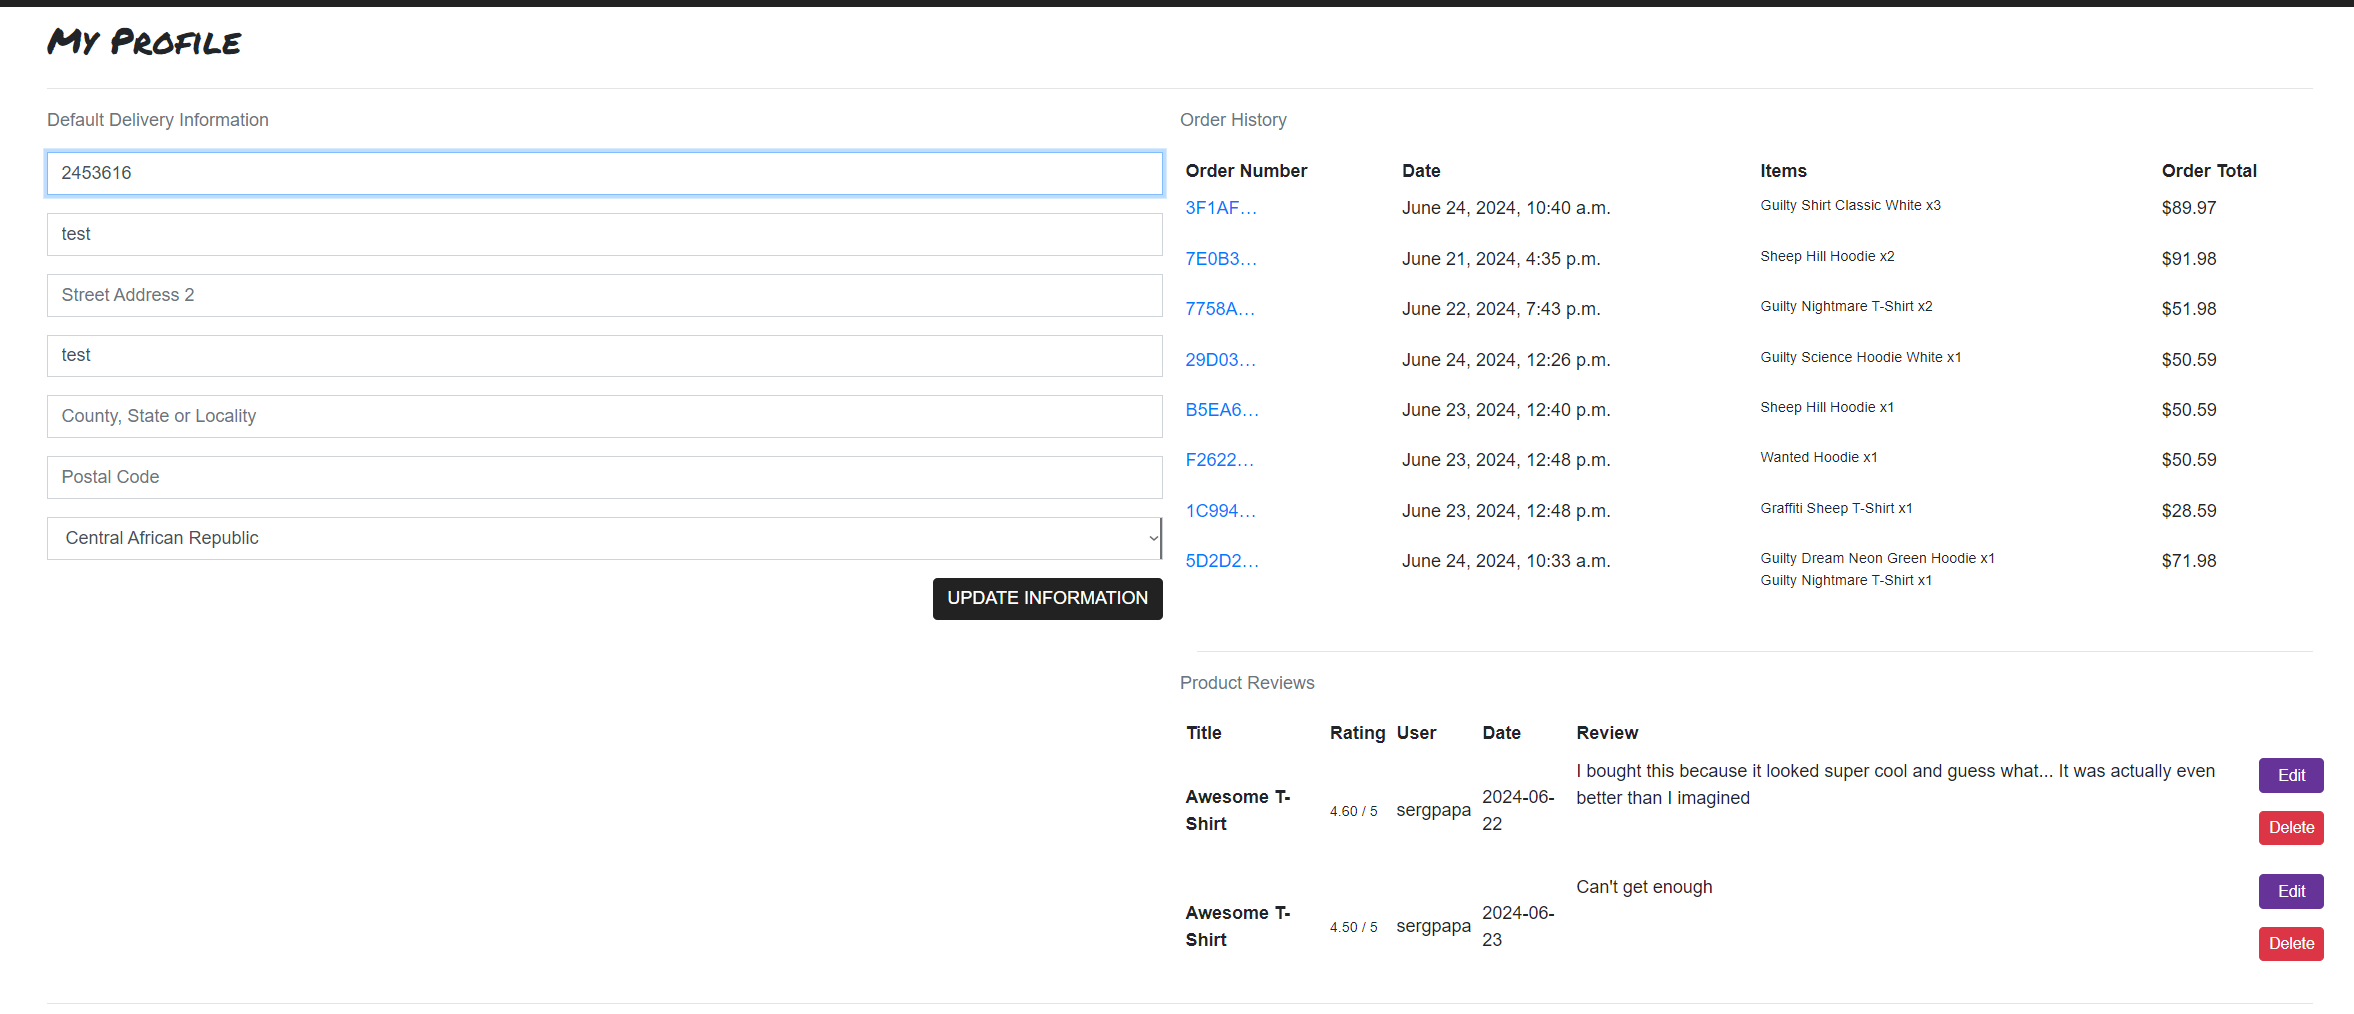 My Profile
Default Delivery Information
2453616
test
Street Address 2
test
County, State or Locality
Postal Code
Central African Republic
UPDATE INFORMATION
Order History
Order Number Date Items Order Total
3F1AF... June 24, 2024, 10:40 a.m. Guilty Shirt Classic White x3 $89.97
7E0B3... June 21, 2024, 4:35 p.m. Sheep Hill Hoodie x2 $91.98
7758A... June 22, 2024, 7:43 p.m. Guilty Nightmare T-Shirt x2 $51.98
29D03... June 24, 2024, 12:26 p.m. Guilty Science Hoodie White x1 $50.59
B5EA6... June 23, 2024, 12:40 p.m. Sheep Hill Hoodie x1 $50.59
F2622... June 23, 2024, 12:48 p.m. Wanted Hoodie x1 $50.59
1C994... June 23, 2024, 12:48 p.m. Graffiti Sheep T-Shirt x1 $28.59
5D2D2... June 24, 2024, 10:33 a.m. Guilty Dream Neon Green Hoodie x1 $71.98
Guilty Nightmare T-Shirt x1
Product Reviews
Title Rating User Date Review
I bought this because it looked super cool and guess what... It was actually even
better than I imagined
Awesome T-
Shirt
4.60 / 5
sergpapa
2024-06-
22
Edit
Delete
Can't get enough
Awesome T-
Shirt
4.50 / 5
sergpapa
2024-06-
23
Edit
Delete